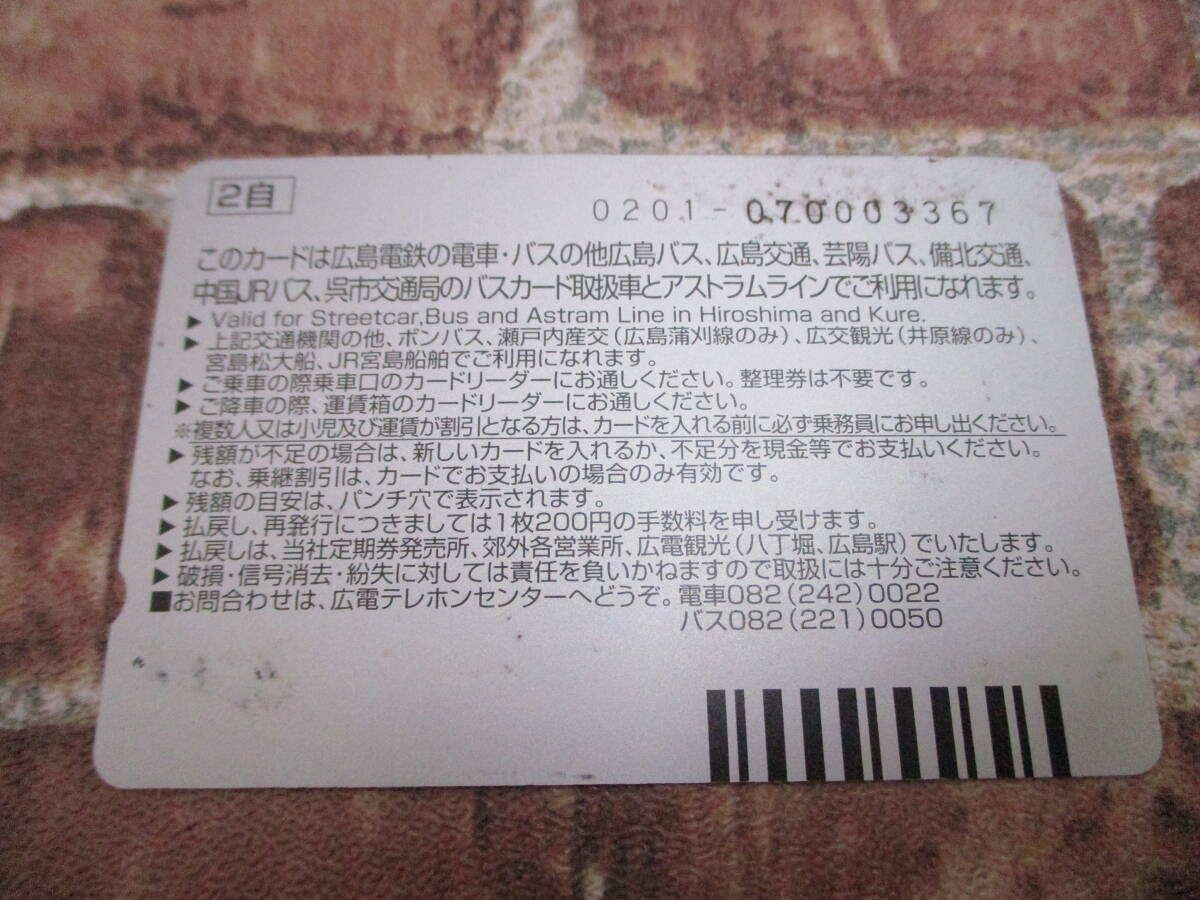 2自
0201-070003367
このカードは広島電鉄の電車・バスの他広島バス、広島交通、芸陽バス、備北交通、
中国JRバス、呉市交通局のバスカード取扱車とアストラムラインでご利用になれます。
▶ Valid for Streetcar,Bus and Astram Line in Hiroshima and Kure.
▶ 上記交通機関の他、ボンバス、瀬戸内産交(広島蒲刈線のみ)、広交観光(井原線のみ)、
宮島松大船、JR宮島船舶でご利用になれます。
▶ ご乗車の際乗車口のカードリーダーにお通しください。整理券は不要です。
▶ ご降車の際、運賃箱のカードリーダーにお通しください。
※複数人又は小児及び運賃が割引となる方は、カードを入れる前に必ず乗務員にお申し出ください。
▶ 残額が不足の場合は、新しいカードを入れるか、不足分を現金等でお支払いください。
なお、乗継割引は、カードでお支払いの場合のみ有効です。
▶ 残額の目安は、パンチ穴で表示されます。
▶ 払戻し、再発行につきましては1枚200円の手数料を申し受けます。
▶ 払戻しは、当社定期券発売所、郊外各営業所、広電観光(八丁堀、広島駅)でいたします。
▶ 破損・信号消去・紛失に対しては責任を負いかねますので取扱には十分ご注意ください。
■お問合わせは、広電テレホンセンターへどうぞ。電車082(242)0022
バス082(221)0050